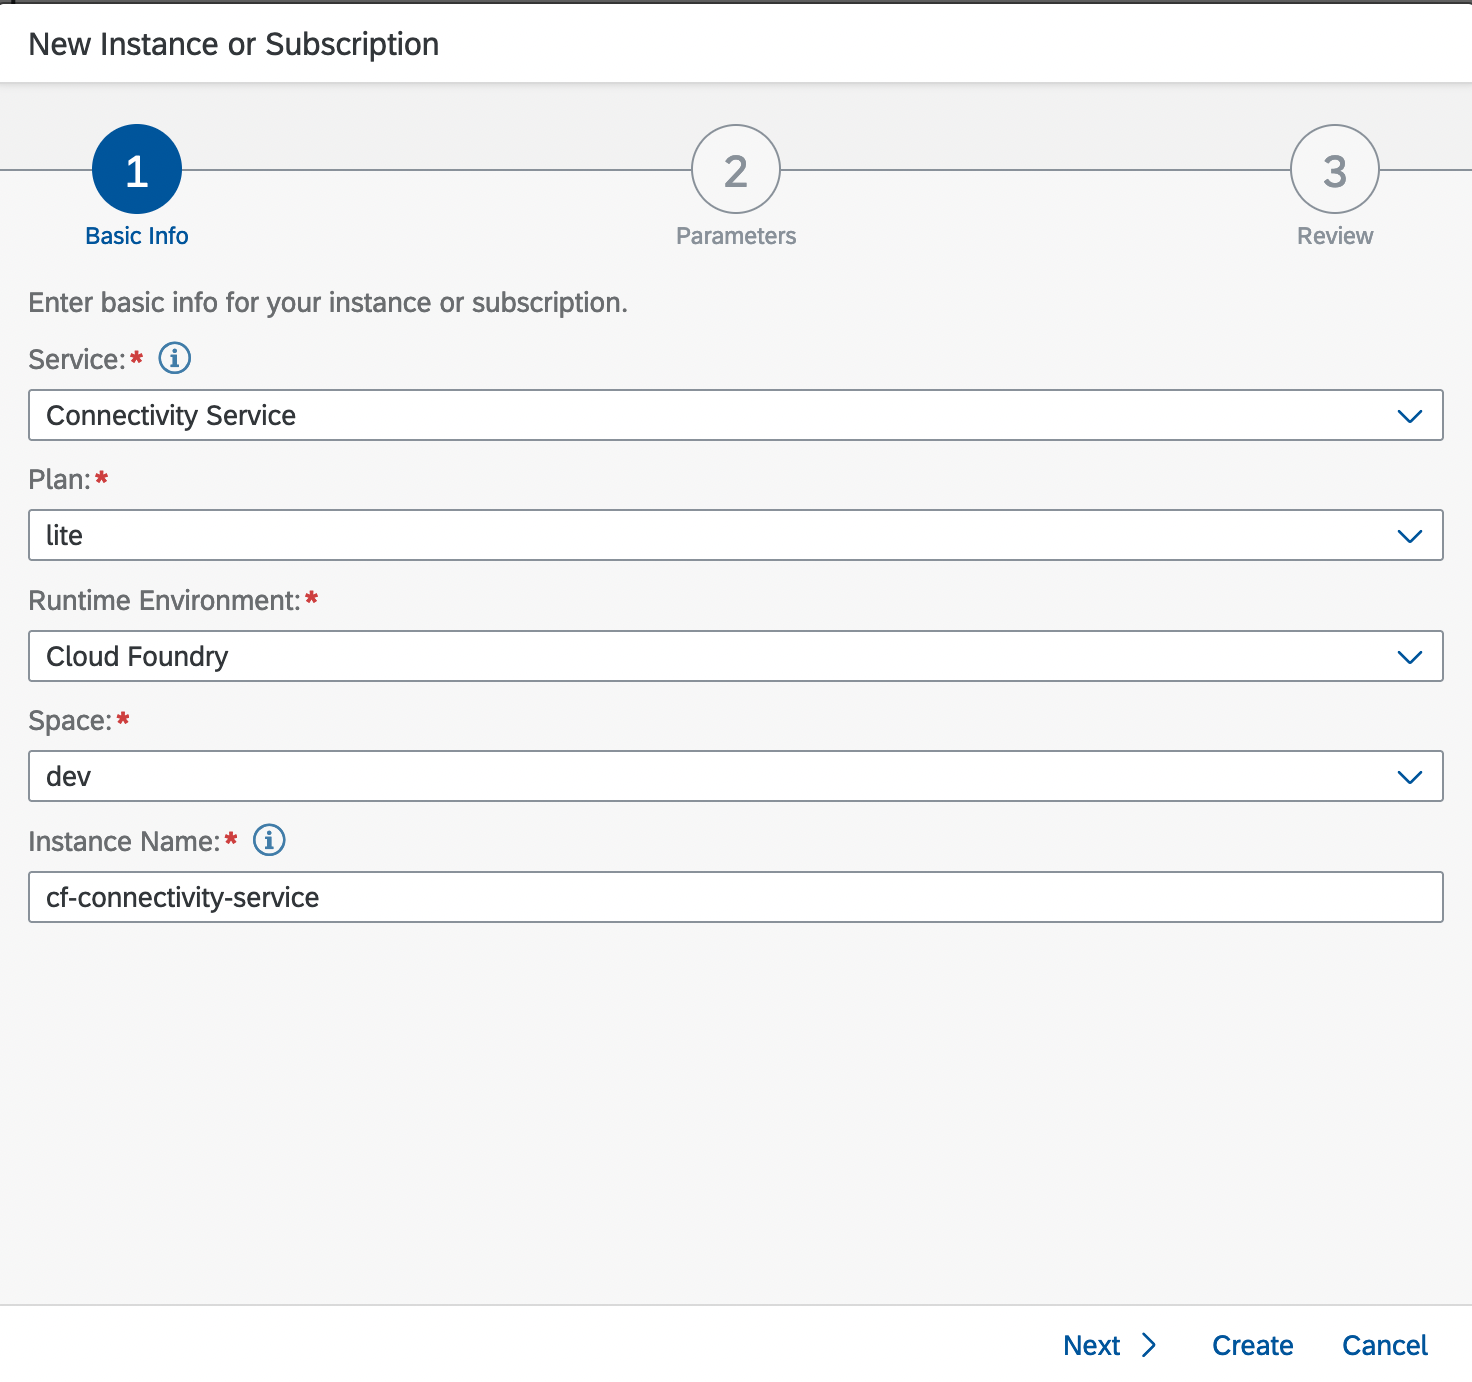 New Instance or Subscription
1
2
3
Basic Info
Parameters
Review
Enter basic info for your instance or subscription.
Service:*
Connectivity Service
Plan:*
lite
Runtime Environment:*
Cloud Foundry
Space:*
dev
Instance Name:*
cf-connectivity-service
Next
Create
Cancel